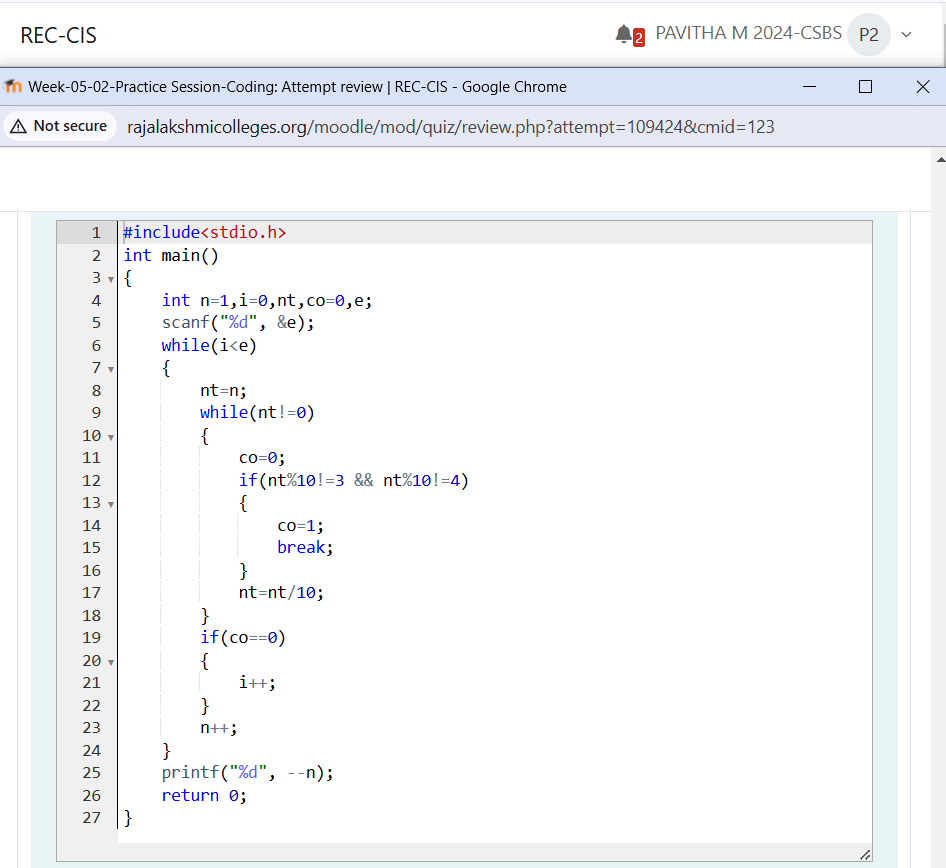 REC-CIS
2 PAVITHA M 2024-CSBS P2
Week-05-02-Practice Session-Coding: Attempt review | REC-CIS - Google Chrome
Not secure rajalakshmicolleges.org/moodle/mod/quiz/review.php?attempt=109424&cmid=123
1 #include<stdio.h>
2 int main()
3 {
4 int n=1,i=0,nt,co=0,e;
5 scanf("%d", &e);
6 while(i<e)
7 {
8 nt=n;
9 while(nt!=0)
10 {
11 co=0;
12 if(nt%10!=3 && nt%10!=4)
13 {
14 co=1;
15 break;
16 }
17 nt=nt/10;
18 }
19 if(co==0)
20 {
21 i++;
22 }
23 n++;
24 }
25 printf("%d", --n);
26 return 0;
27 }